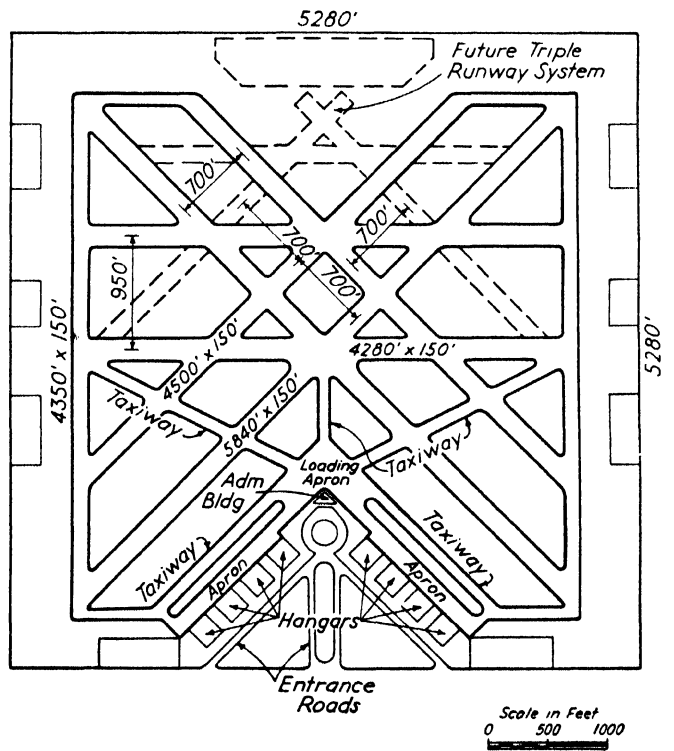 5280'
Future Triple
Runway System
700'
700'
700'
700'
950'
5280'
4350' x 150'
4500' x 150'
4280' x 150'
5840' x 150'
Taxiway
Taxiway
Loading
Apron
Adm
Bldg
Taxiway
Apron
Taxiway
Apron
Hangars
Entrance
Roads
Scale in Feet
0 500 1000